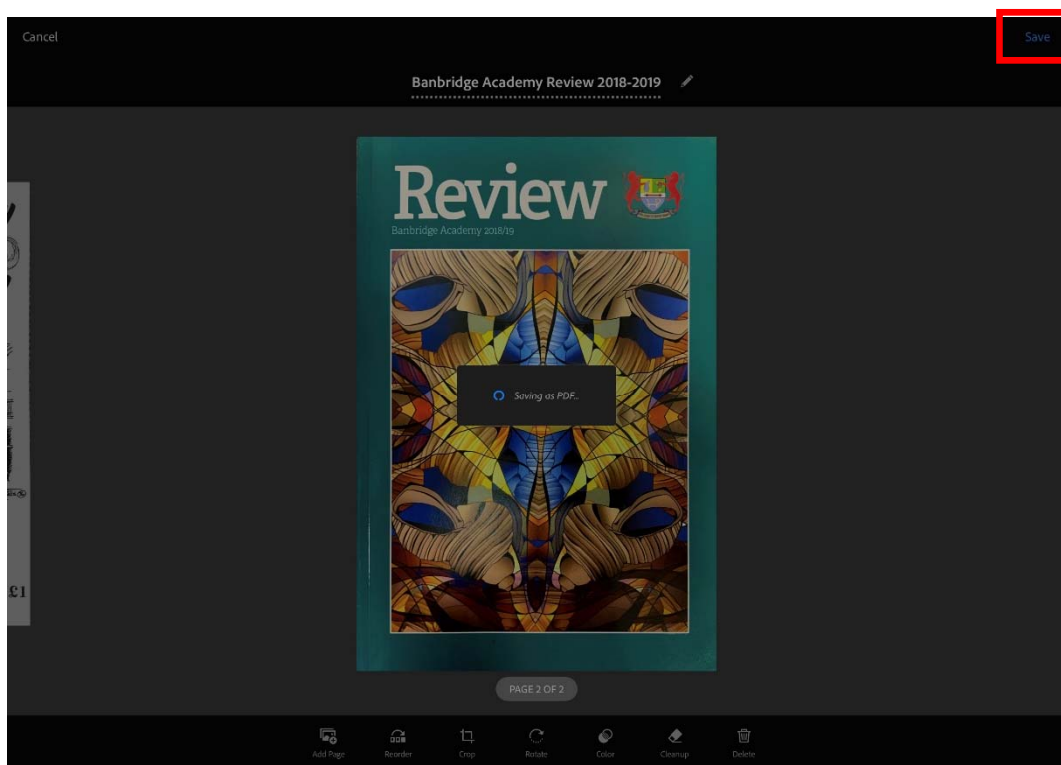 Cancel
Save
Banbridge Academy Review 2018-2019
Review
Banbridge Academy 2018/19
Saving as PDF...
£1
PAGE 2 OF 2
Add Page
Reorder
Crop
Rotate
Color
Cleanup
Delete